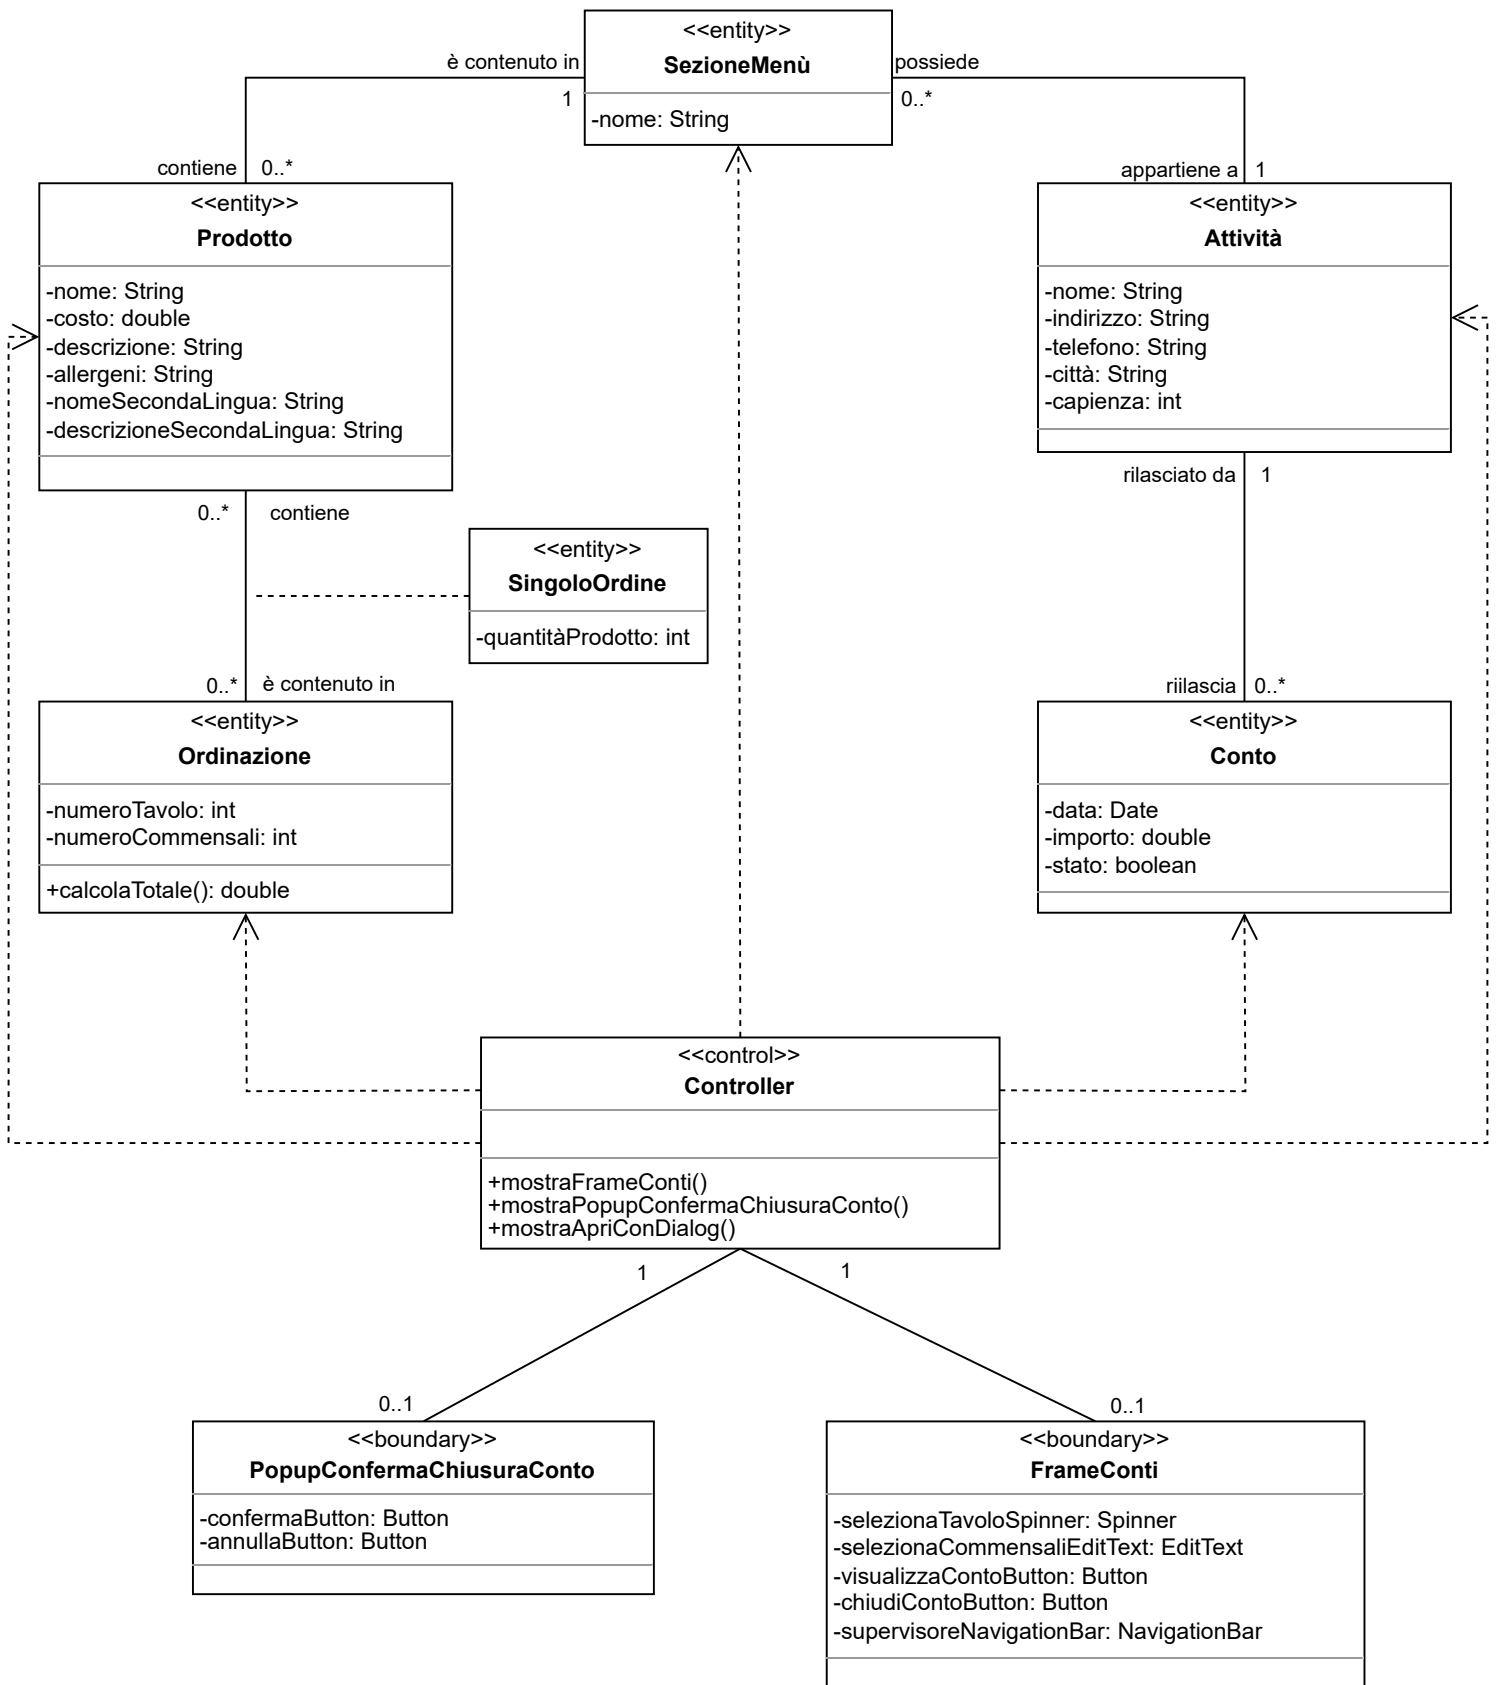 <<entity>>
SezioneMenù
-nome: String
è contenuto in
1
possiede
0..*
contiene
0..*
appartiene a
1
<<entity>>
Prodotto
-nome: String
-costo: double
-descrizione: String
-allergeni: String
-nomeSecondaLingua: String
-descrizioneSecondaLingua: String
<<entity>>
Attività
-nome: String
-indirizzo: String
-telefono: String
-città: String
-capienza: int
0..*
contiene
rilasciato da
1
<<entity>>
SingoloOrdine
-quantitàProdotto: int
0..*
è contenuto in
riilascia
0..*
<<entity>>
Ordinazione
-numeroTavolo: int
-numeroCommensali: int
+calcolaTotale(): double
<<entity>>
Conto
-data: Date
-importo: double
-stato: boolean
<<control>>
Controller
+mostraFrameConti()
+mostraPopupConfermaChiusuraConto()
+mostraApriConDialog()
1
1
0..1
0..1
<<boundary>>
PopupConfermaChiusuraConto
-confermaButton: Button
-annullaButton: Button
<<boundary>>
FrameConti
-selezionaTavoloSpinner: Spinner
-selezionaCommensaliEditText: EditText
-visualizzaContoButton: Button
-chiudiContoButton: Button
-supervisoreNavigationBar: NavigationBar